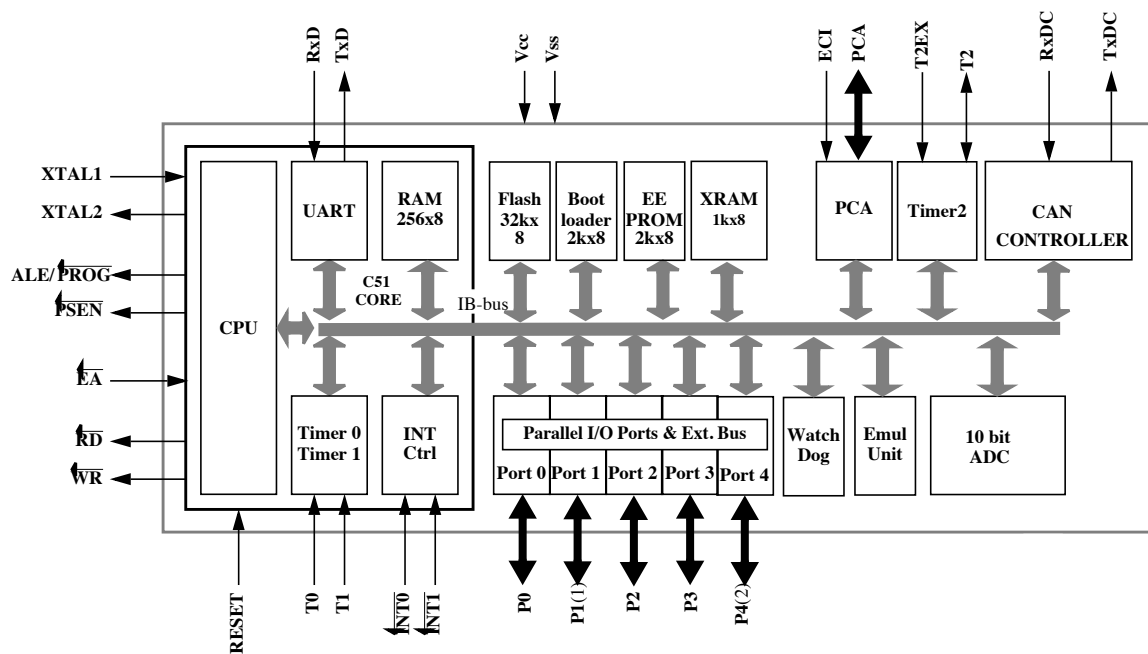 RxD
TxD
Vcc
Vss
ECI
PCA
T2EX
T2
RxDC
TxDC
XTAL1
XTAL2
ALE/PROG
PSEN
EA
RD
WR
CPU
UART
RAM
256x8
C51
CORE
IB-bus
Flash
32kx
8
Boot
loader
2kx8
EE
PROM
2kx8
XRAM
1kx8
PCA
Timer2
CAN
CONTROLLER
Timer 0
Timer 1
INT
Ctrl
Parallel I/O Ports & Ext. Bus
Port 0
Port 1
Port 2
Port 3
Port 4
Watch
Dog
Emul
Unit
10 bit
ADC
RESET
T0
T1
INT0
INT1
P0
P1(1)
P2
P3
P4(2)